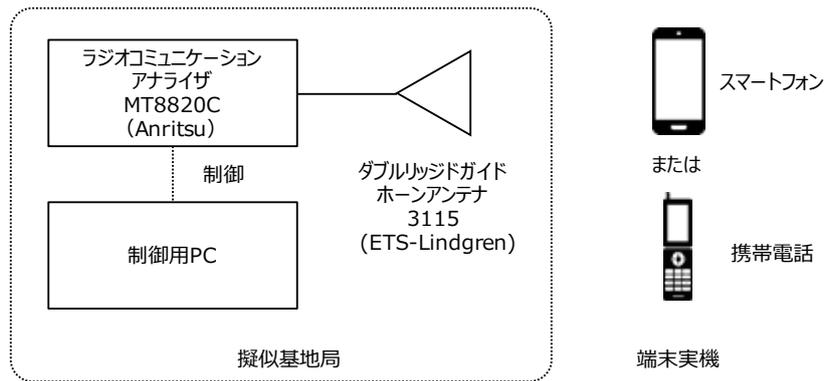 ラジオコミュニケーション
アナライザ
MT8820C
(Anritsu)
制御
制御用PC
ダブルリッジドガイド
ホーンアンテナ
3115
(ETS-Lindgren)
擬似基地局
スマートフォン
または
携帯電話
端末実機